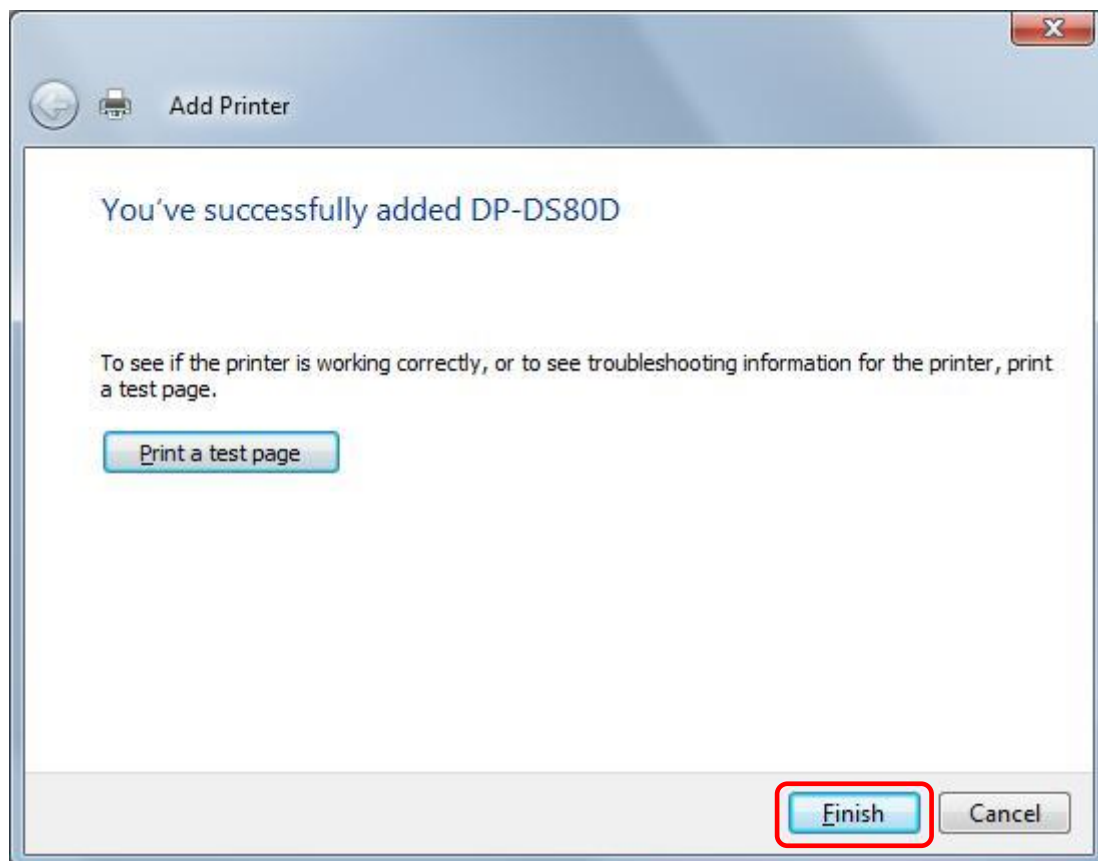 Add Printer
You've successfully added DP-DS80D
To see if the printer is working correctly, or to see troubleshooting information for the printer, print
a test page.
Print a test page
Finish
Cancel